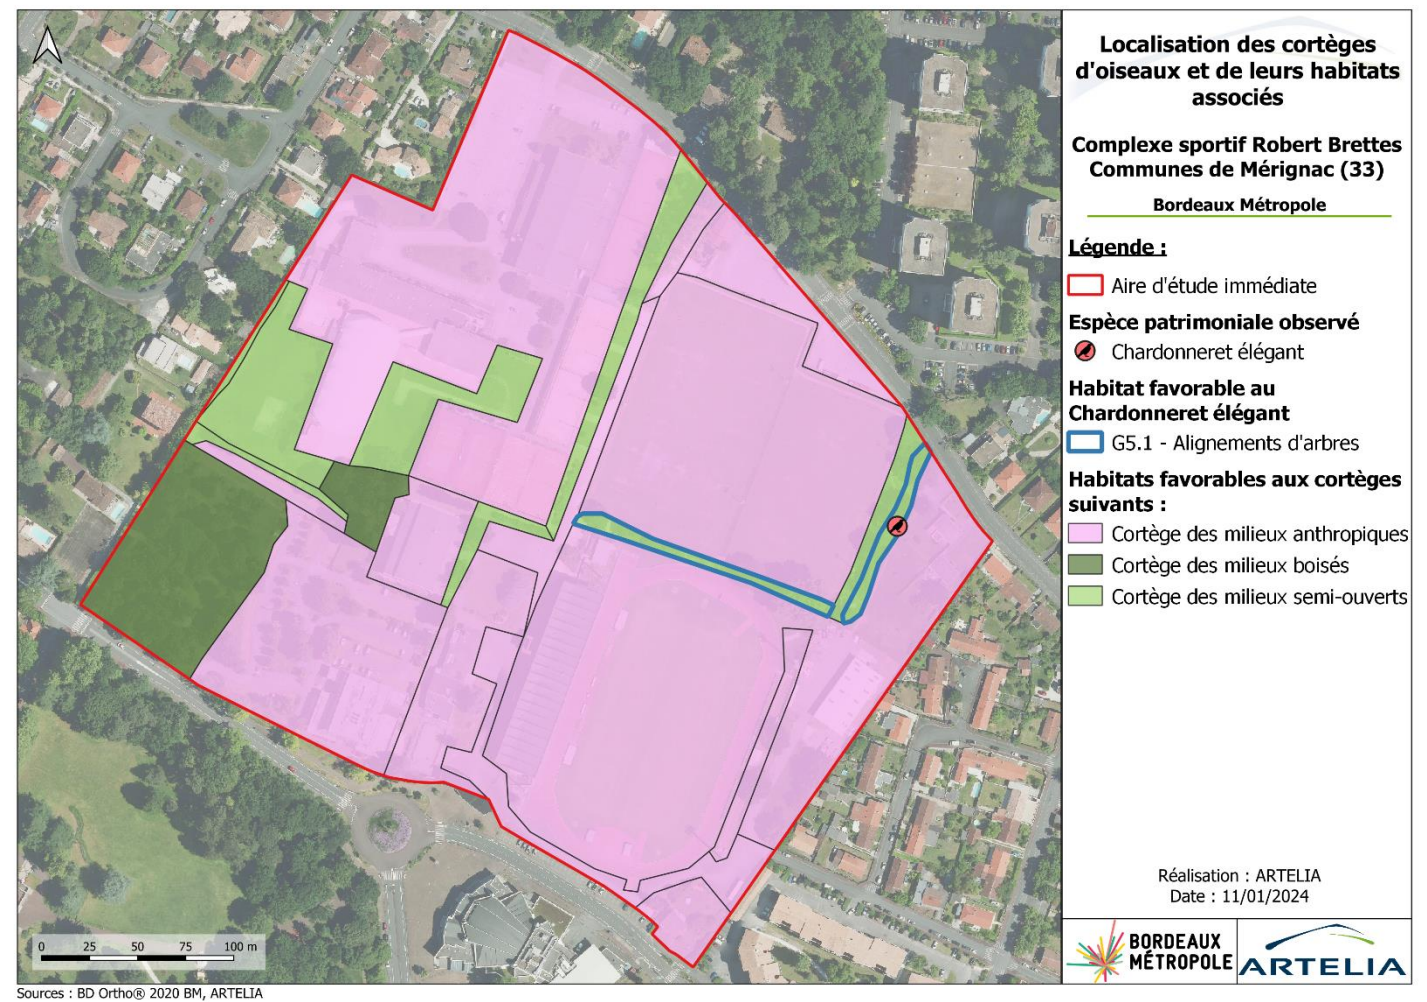 Localisation des cortèges
d'oiseaux et de leurs habitats
associés
Complexe sportif Robert Brettes
Communes de Mérignac (33)
Bordeaux Métropole
Légende :
Aire d'étude immédiate
Espèce patrimoniale observé
Chardonneret élégant
Habitat favorable au
Chardonneret élégant
G5.1 - Alignements d'arbres
Habitats favorables aux cortèges
suivants :
Cortège des milieux anthropiques
Cortège des milieux boisés
Cortège des milieux semi-ouverts
Réalisation : ARTELIA
Date : 11/01/2024
BORDEAUX
MÉTROPOLE
ARTELIA
0 25 50 75 100 m
Sources : BD Ortho® 2020 BM, ARTELIA